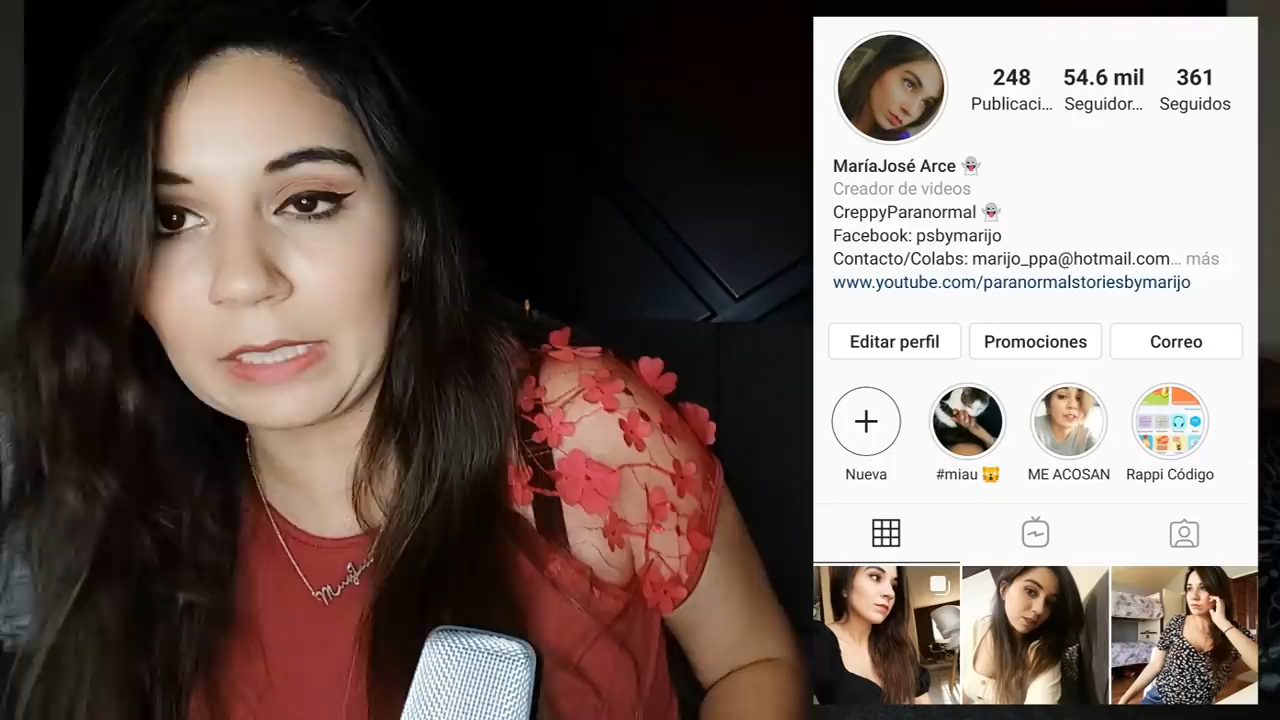 248 54.6 mil 361
Publicaci... Seguidor... Seguidos
MaríaJosé Arce 👻
Creador de videos
CreppyParanormal 👻
Facebook: psbymarijo
Contacto/Colabs: marijo_ppa@hotmail.com... más
www.youtube.com/paranormalstoriesbymarijo
Editar perfil Promociones Correo
Nueva #miau 🐱 ME ACOSAN Rappi Código